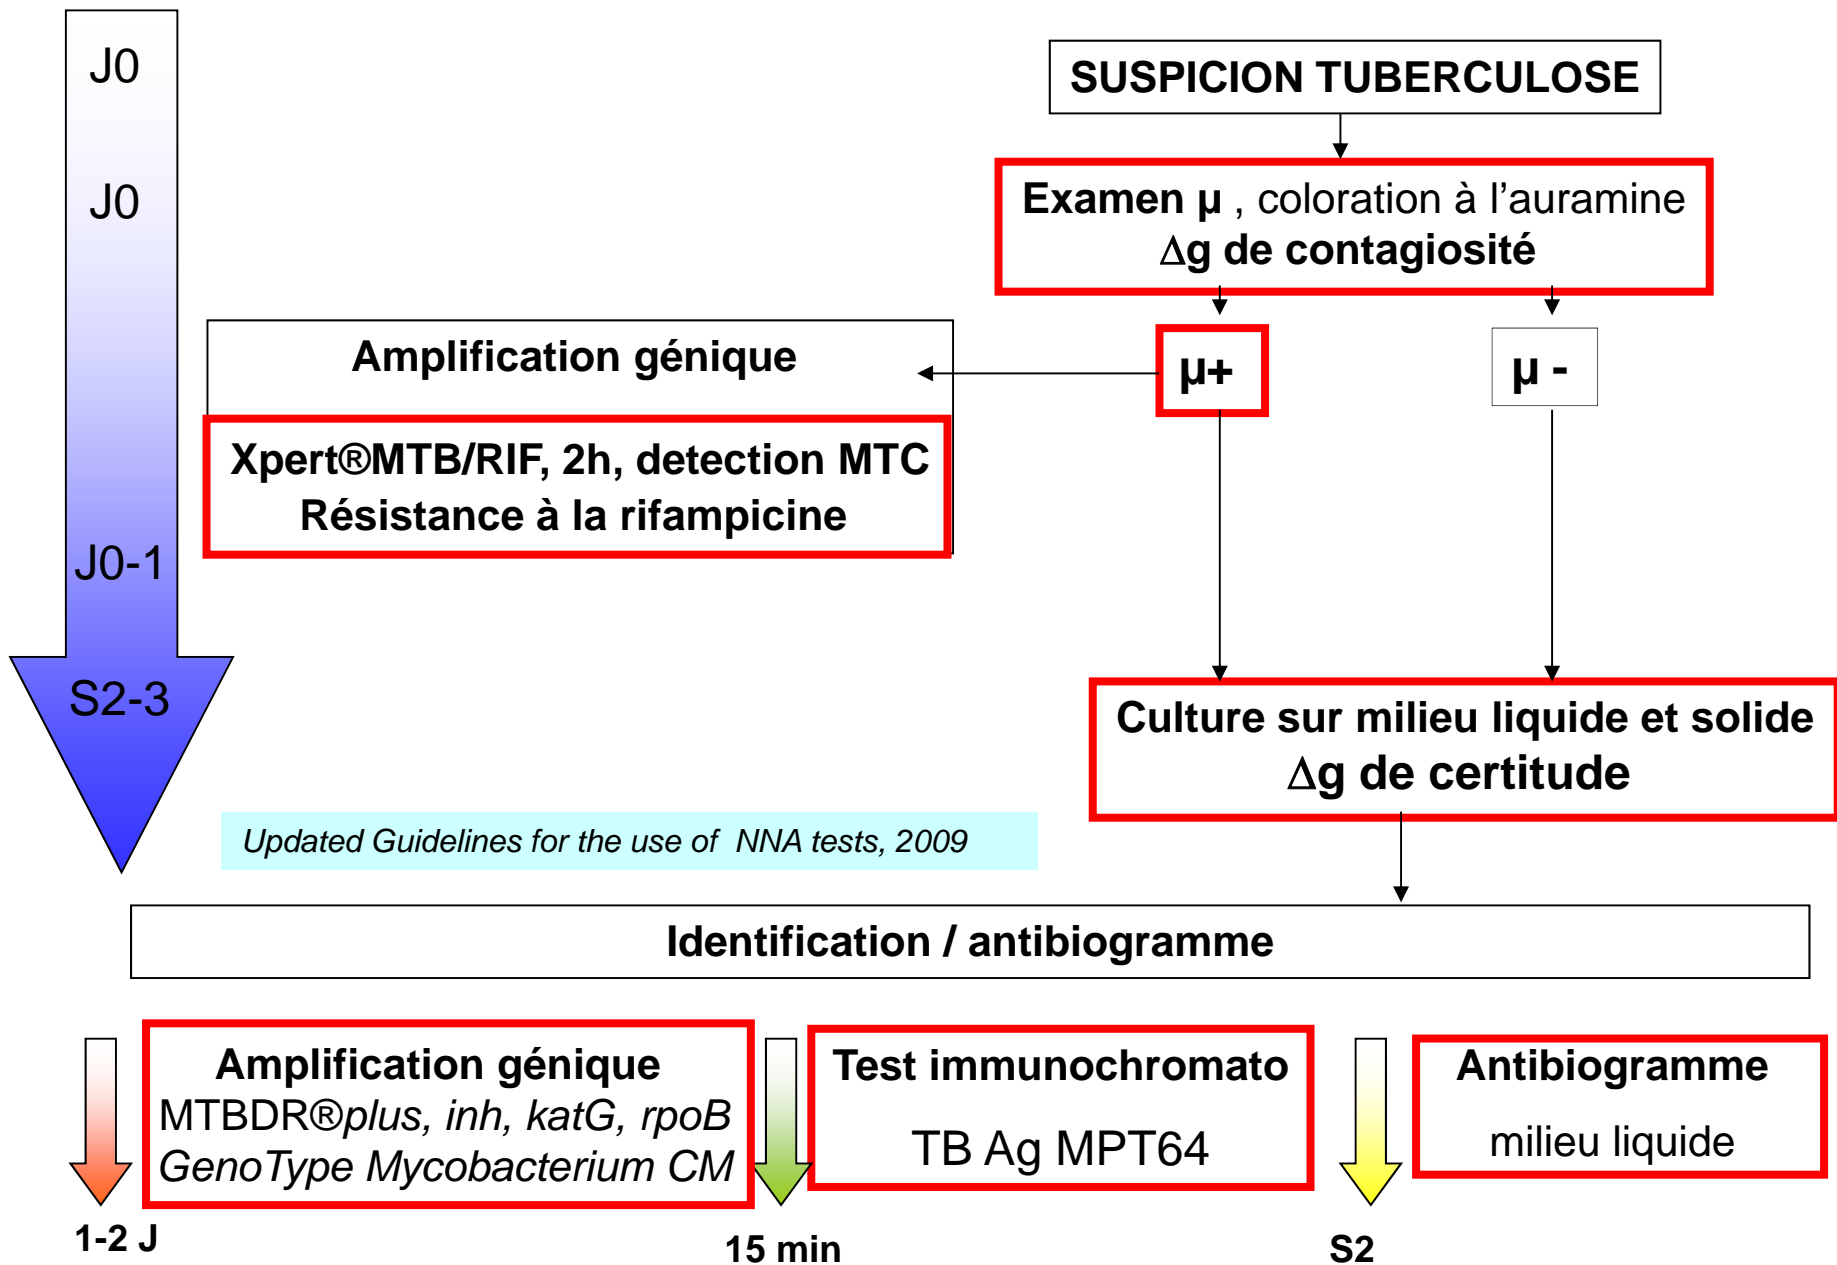 J0
SUSPICION TUBERCULOSE
J0
Examen µ , coloration à l’auramine
Δg de contagiosité
Amplification génique
µ+
µ -
Xpert®MTB/RIF, 2h, detection MTC
Résistance à la rifampicine
J0-1
S2-3
Culture sur milieu liquide et solide
Δg de certitude
Updated Guidelines for the use of NNA tests, 2009
Identification / antibiogramme
Amplification génique
MTBDR®plus, inh, katG, rpoB
GenoType Mycobacterium CM
1-2 J
Test immunochromato
TB Ag MPT64
15 min
Antibiogramme
milieu liquide
S2